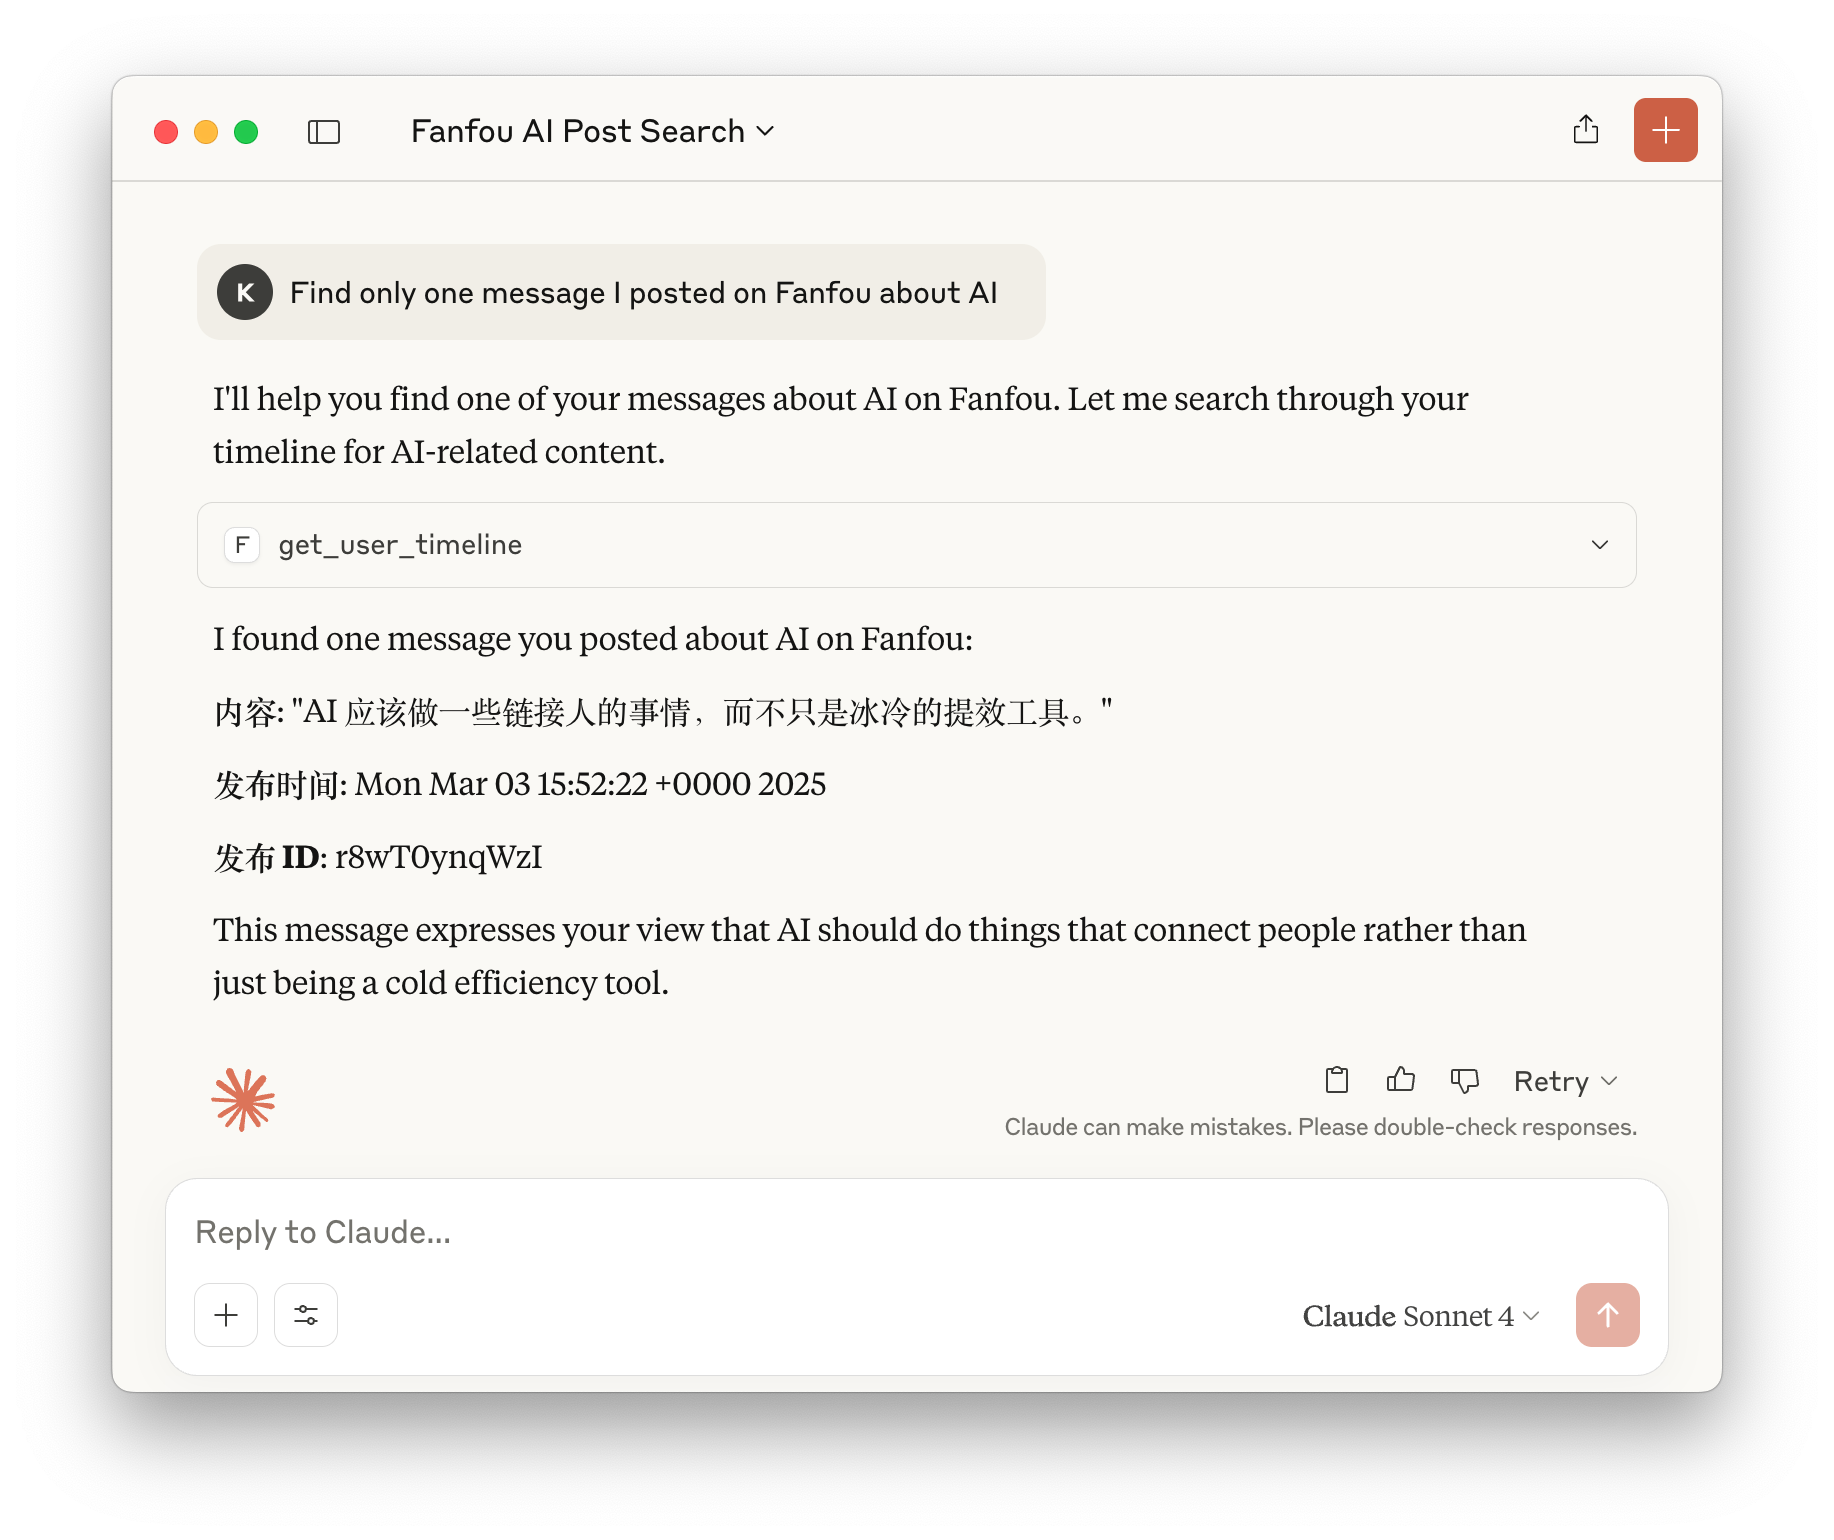 Fanfou AI Post Search
K
Find only one message I posted on Fanfou about AI
I'll help you find one of your messages about AI on Fanfou. Let me search through your
timeline for AI-related content.
F get_user_timeline
I found one message you posted about AI on Fanfou:
内容: "AI 应该做一些链接人的事情，而不只是冰冷的提效工具。"
发布时间: Mon Mar 03 15:52:22 +0000 2025
发布 ID: r8wT0ynqWzI
This message expresses your view that AI should do things that connect people rather than
just being a cold efficiency tool.
Retry
Claude can make mistakes. Please double-check responses.
Reply to Claude...
Claude Sonnet 4